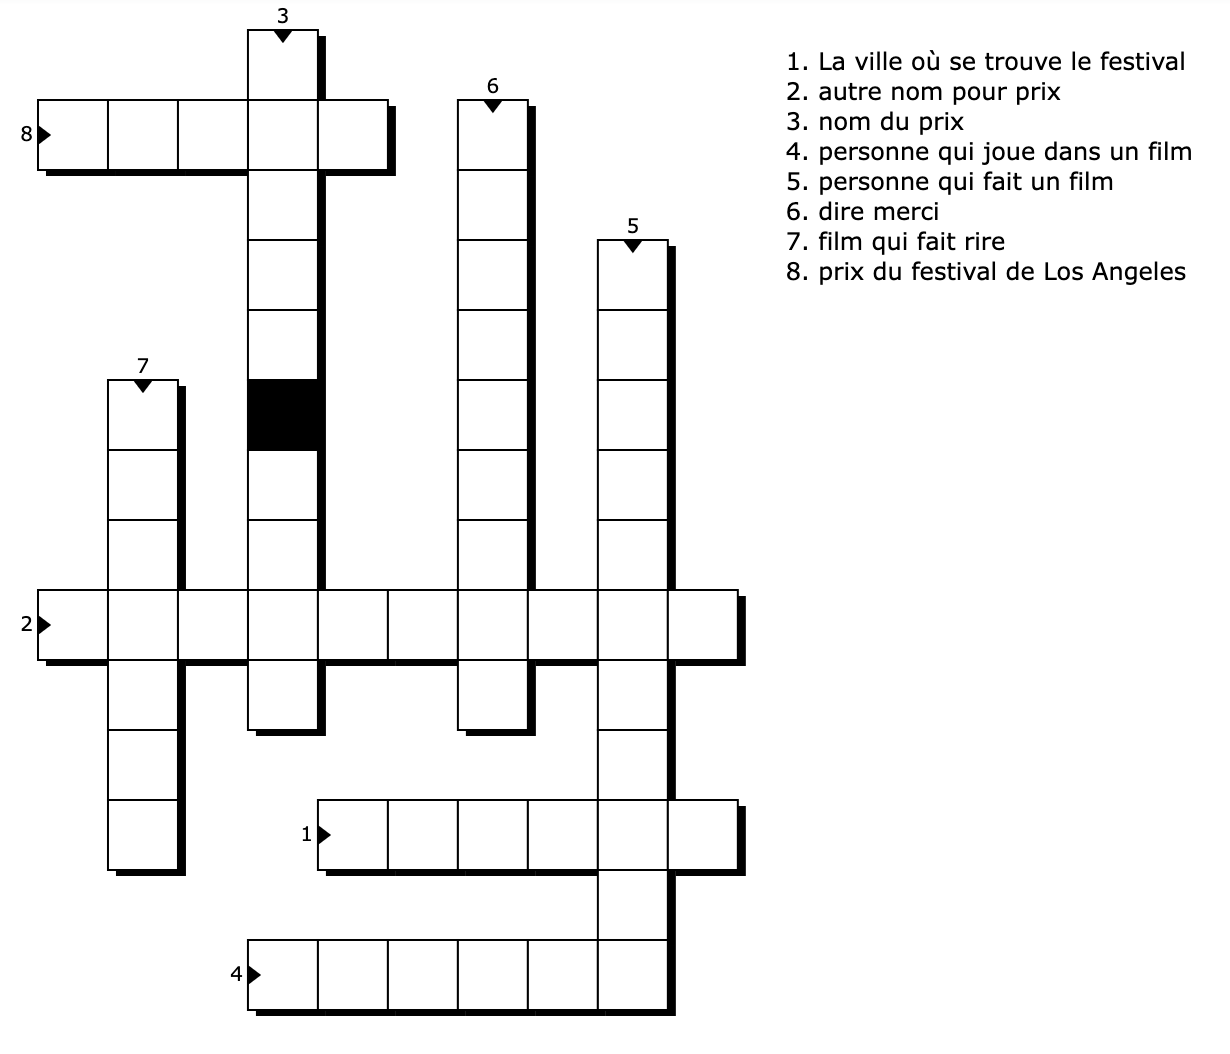 3
6
8
5
7
2
1
4
1. La ville où se trouve le festival
2. autre nom pour prix
3. nom du prix
4. personne qui joue dans un film
5. personne qui fait un film
6. dire merci
7. film qui fait rire
8. prix du festival de Los Angeles